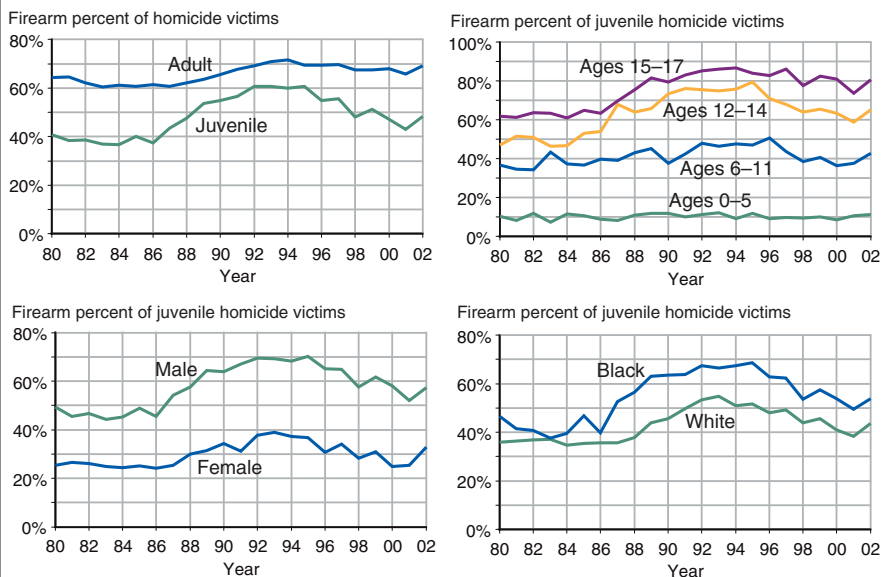 Firearm percent of homicide victims
80%
Adult
60%
Juvenile
40%
20%
0%
80 82 84 86 88 90 92 94 96 98 00 02
Year
Firearm percent of juvenile homicide victims
100%
Ages 15–17
80%
Ages 12–14
60%
40%
Ages 6–11
20%
Ages 0–5
0%
80 82 84 86 88 90 92 94 96 98 00 02
Year
Firearm percent of juvenile homicide victims
80%
Male
60%
40%
Female
20%
0%
80 82 84 86 88 90 92 94 96 98 00 02
Year
Firearm percent of juvenile homicide victims
80%
Black
60%
White
40%
20%
0%
80 82 84 86 88 90 92 94 96 98 00 02
Year